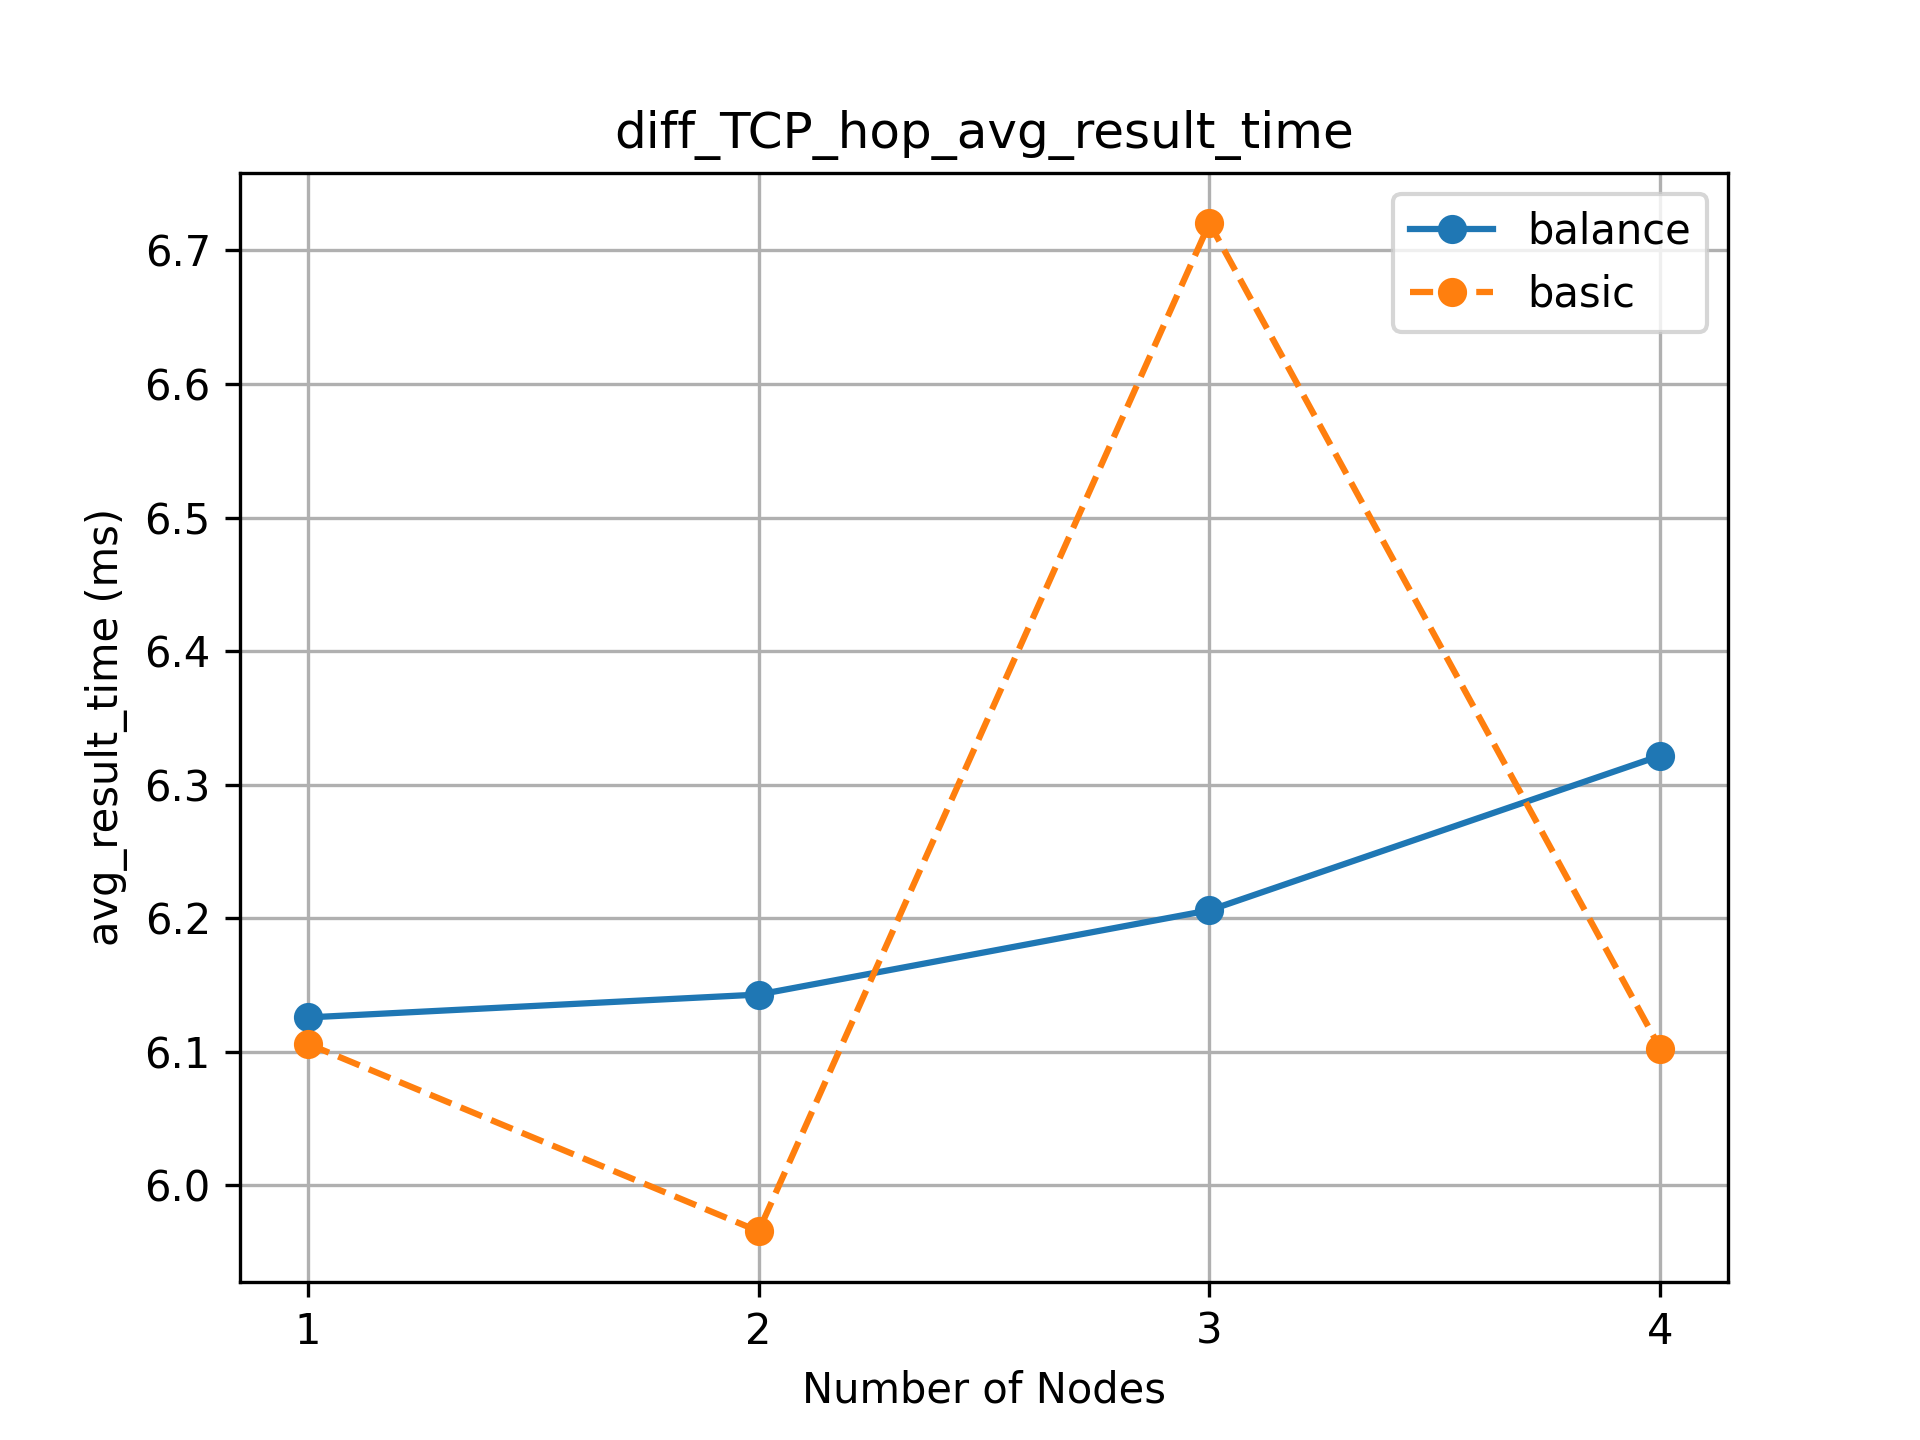 diff_TCP_hop_avg_result_time
balance
basic
6.7
6.6
6.5
6.4
6.3
6.2
6.1
6.0
avg_result_time (ms)
1 2 3 4
Number of Nodes